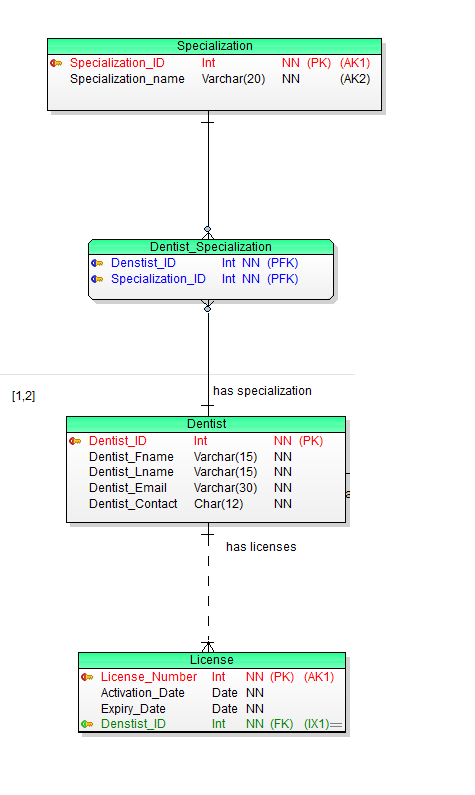 Specialization
Specialization_ID Int NN (PK) (AK1)
Specialization_name Varchar(20) NN (AK2)
Dentist_Specialization
Denstist_ID Int NN (PFK)
Specialization_ID Int NN (PFK)
has specialization
[1,2]
Dentist
Dentist_ID Int NN (PK)
Dentist_Fname Varchar(15) NN
Dentist_Lname Varchar(15) NN
Dentist_Email Varchar(30) NN
Dentist_Contact Char(12) NN
has licenses
License
License_Number Int NN (PK) (AK1)
Activation_Date Date NN
Expiry_Date Date NN
Denstist_ID Int NN (FK) (IX1)